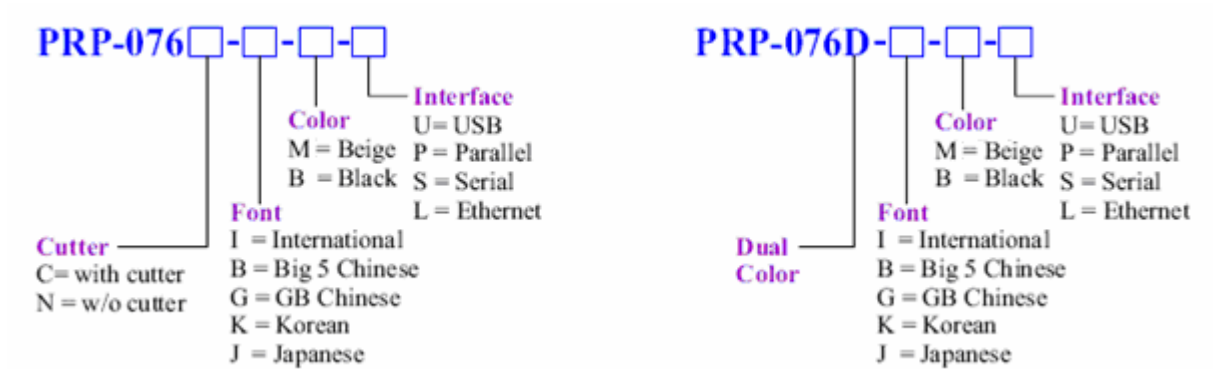 PRP-076□-□-□-□
Interface
Color
U= USB
M = Beige
P = Parallel
B = Black
S = Serial
Font
L = Ethernet
Cutter
I = International
C= with cutter
B = Big 5 Chinese
N = w/o cutter
G = GB Chinese
K = Korean
J = Japanese
PRP-076D-□-□-□
Interface
Color
U= USB
M = Beige
P = Parallel
B = Black
S = Serial
Font
L = Ethernet
Dual
Color
I = International
B = Big 5 Chinese
G = GB Chinese
K = Korean
J = Japanese